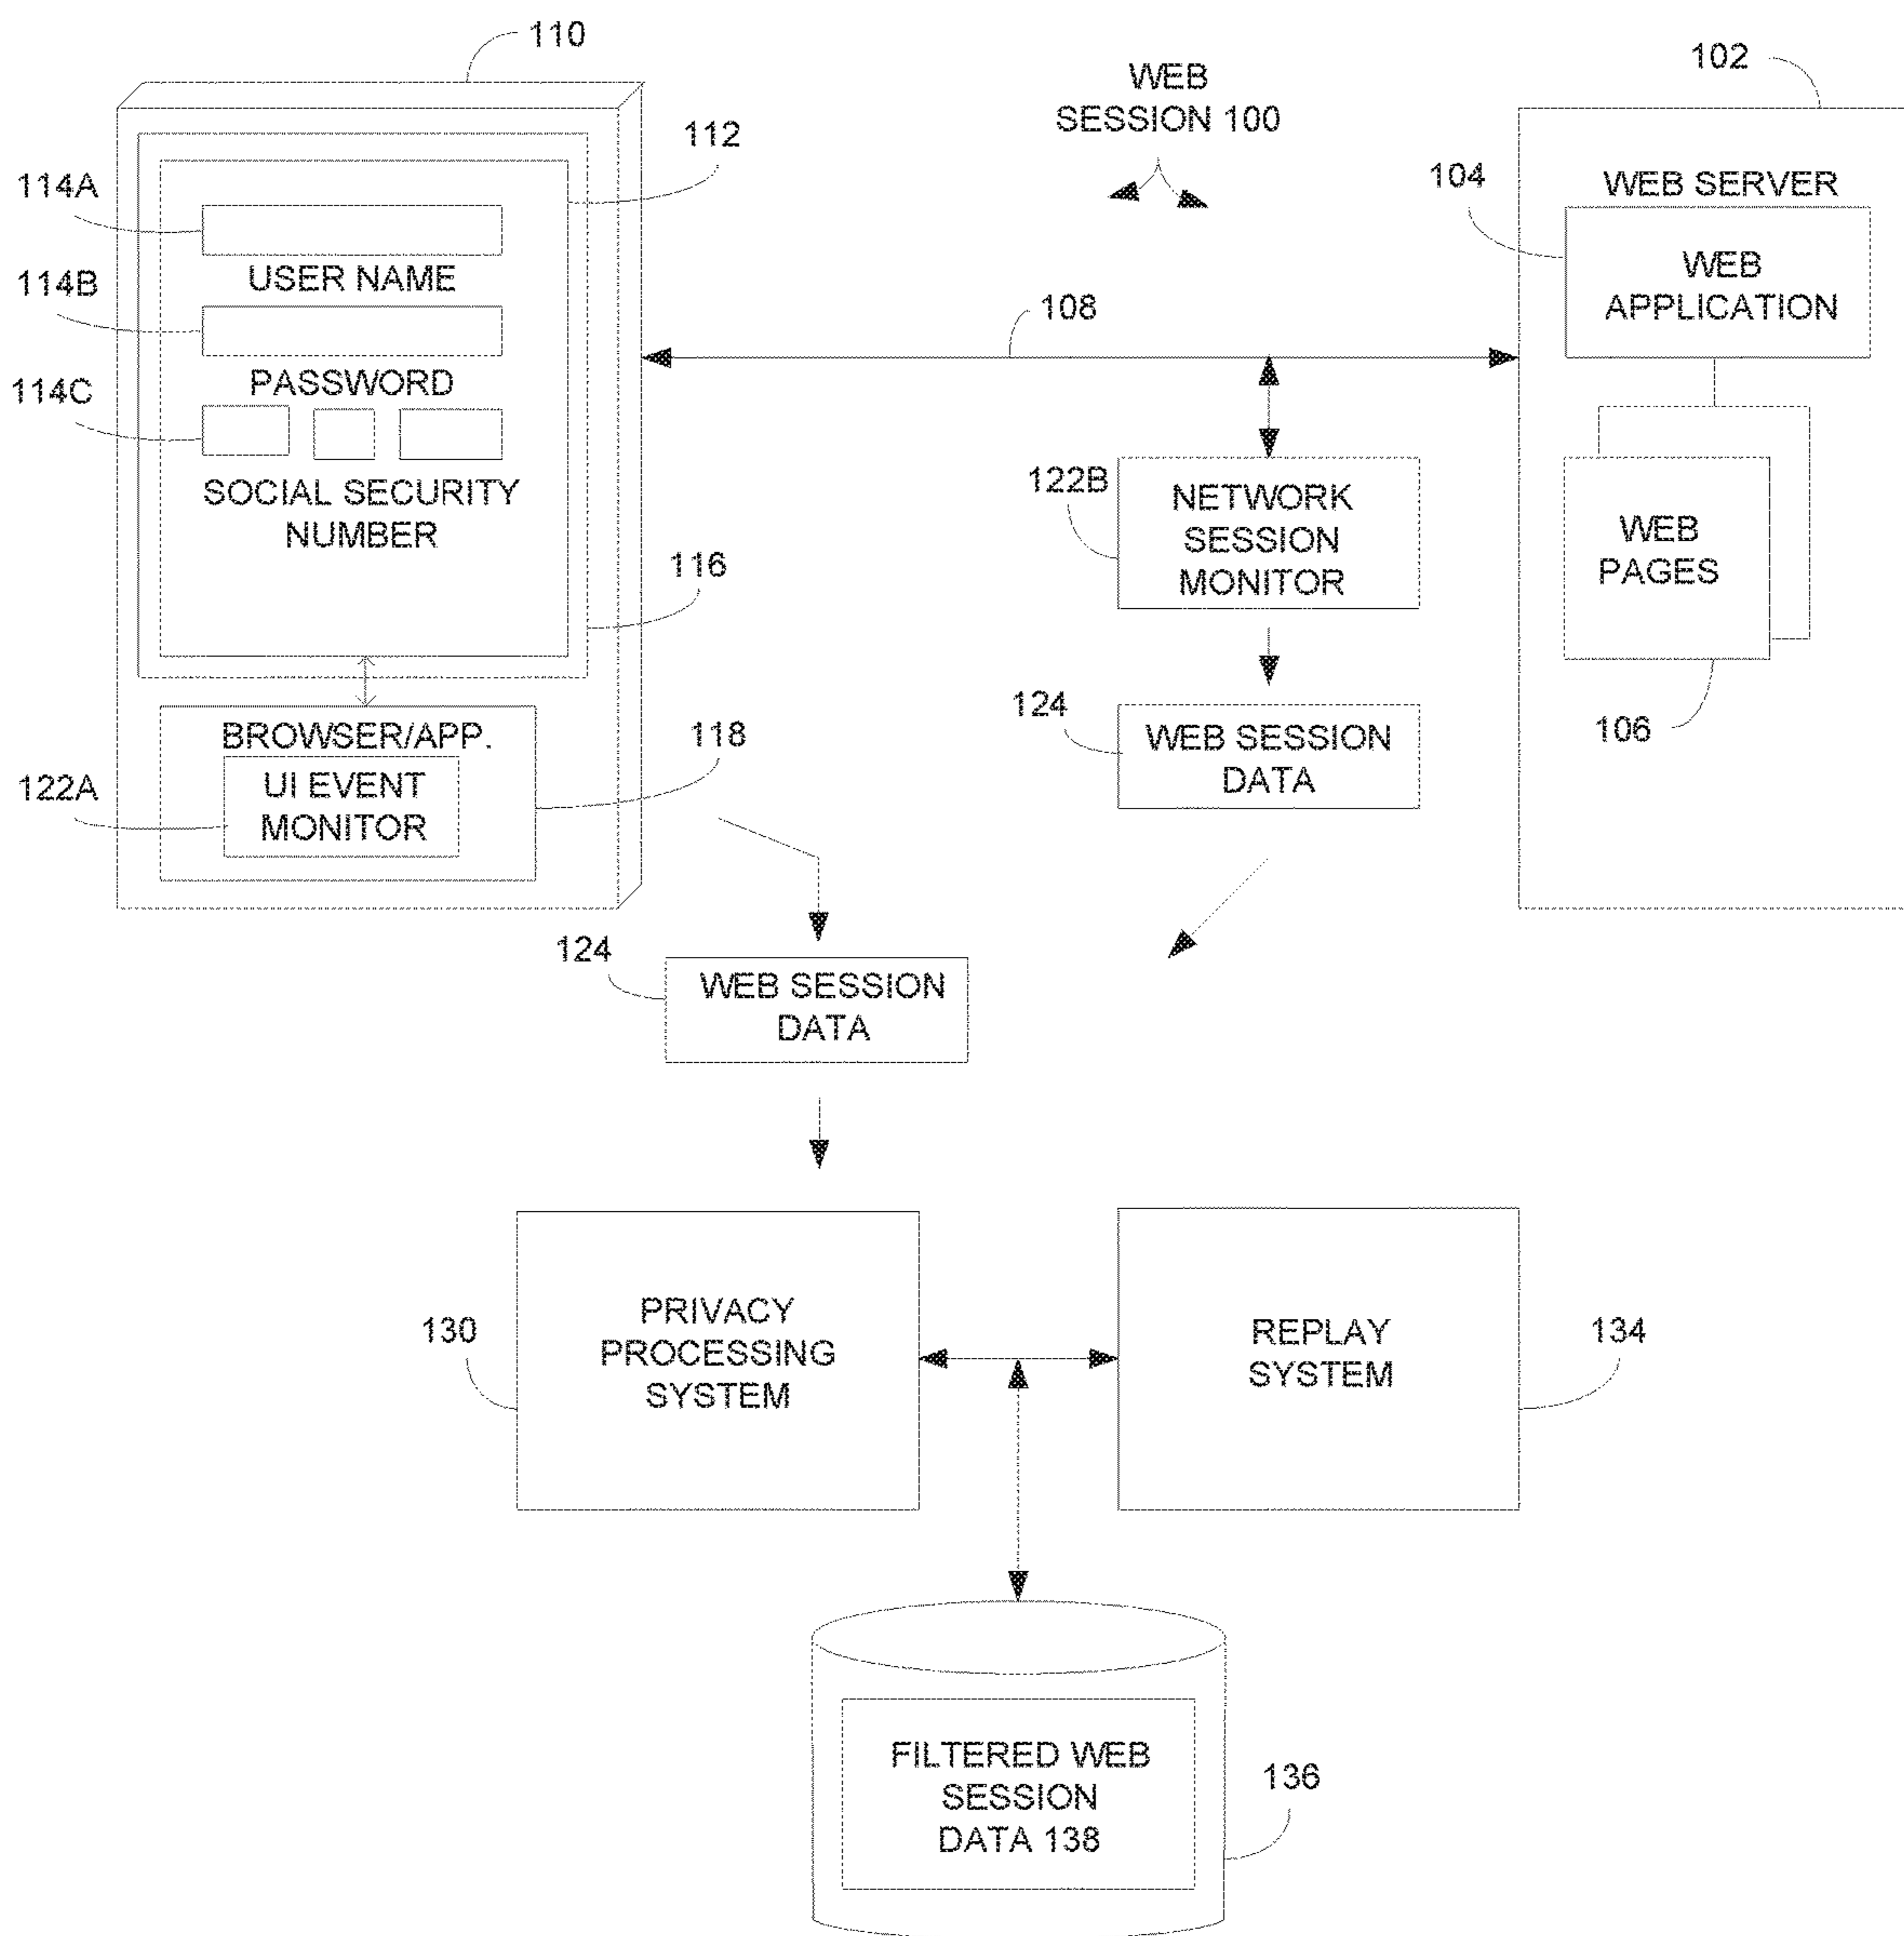 110
WEB
SESSION 100
102
112
114A
104
WEB SERVER
USER NAME
WEB
APPLICATION
114B
108
PASSWORD
114C
SOCIAL SECURITY
NUMBER
122B
NETWORK
SESSION
MONITOR
WEB
PAGES
116
124
WEB SESSION
DATA
106
BROWSER/APP.
118
122A
UI EVENT
MONITOR
124
WEB SESSION
DATA
130
PRIVACY
PROCESSING
SYSTEM
REPLAY
SYSTEM
134
FILTERED WEB
SESSION
DATA 138
136